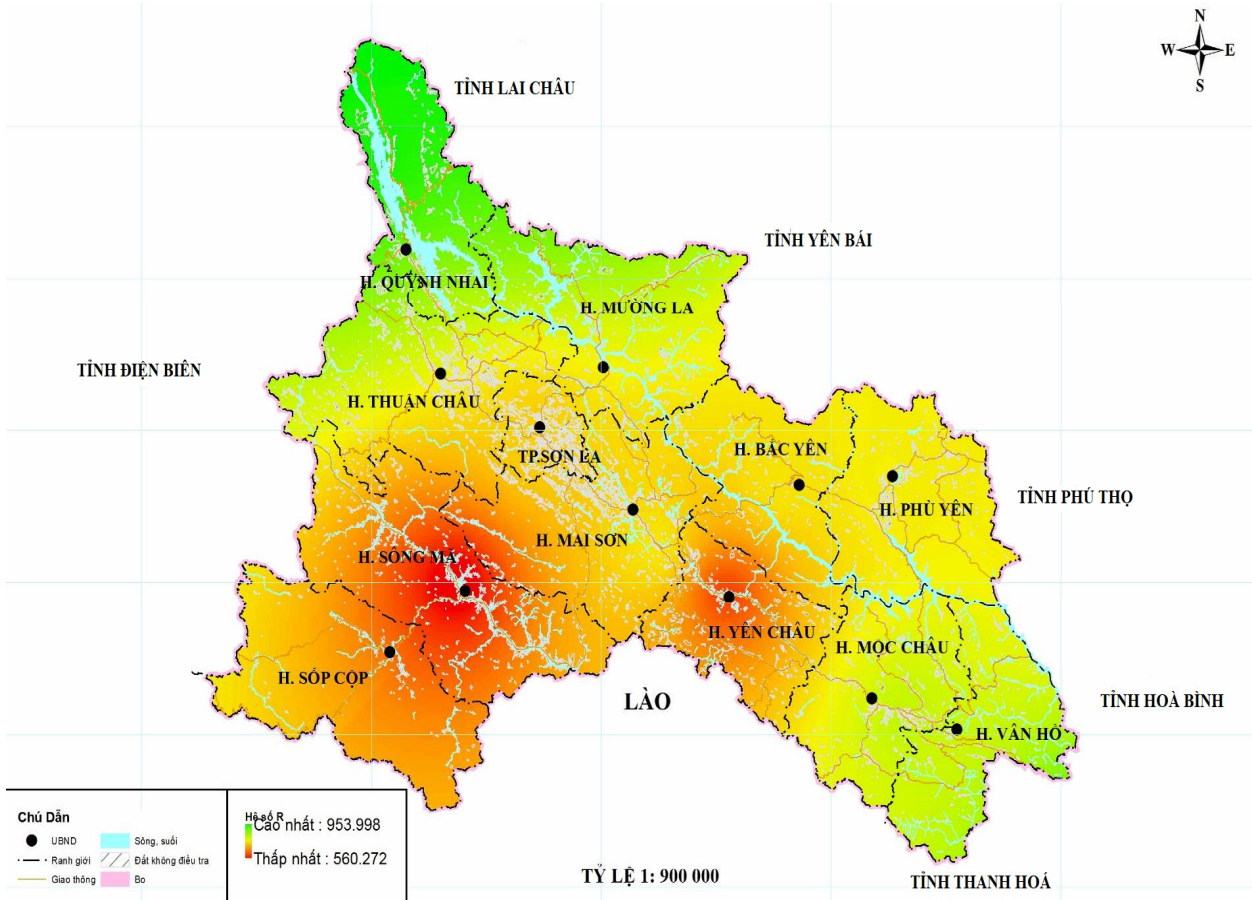 N
W E
S
TỈNH LAI CHÂU
TỈNH YÊN BÁI
H. QUỲNH NHAI
H. MƯỜNG LA
TỈNH ĐIỆN BIÊN
H. THUẬN CHÂU
H. BẮC YÊN
TP.SƠN LA
TỈNH PHÚ THỌ
H. PHÙ YÊN
H. MAI SƠN
H. SÔNG MÃ
H. YÊN CHÂU
H. MỘC CHÂU
H. SỐP CỘP
LÀO
TỈNH HOÀ BÌNH
H. VÂN HỒ
Chú Dẫn
UBND
Sông, suối
Ranh giới
Đất không điều tra
Giao thông
Bo
Hệ số R
Cao nhất : 953.998
Thấp nhất : 560.272
TỶ LỆ 1: 900 000
TỈNH THANH HOÁ